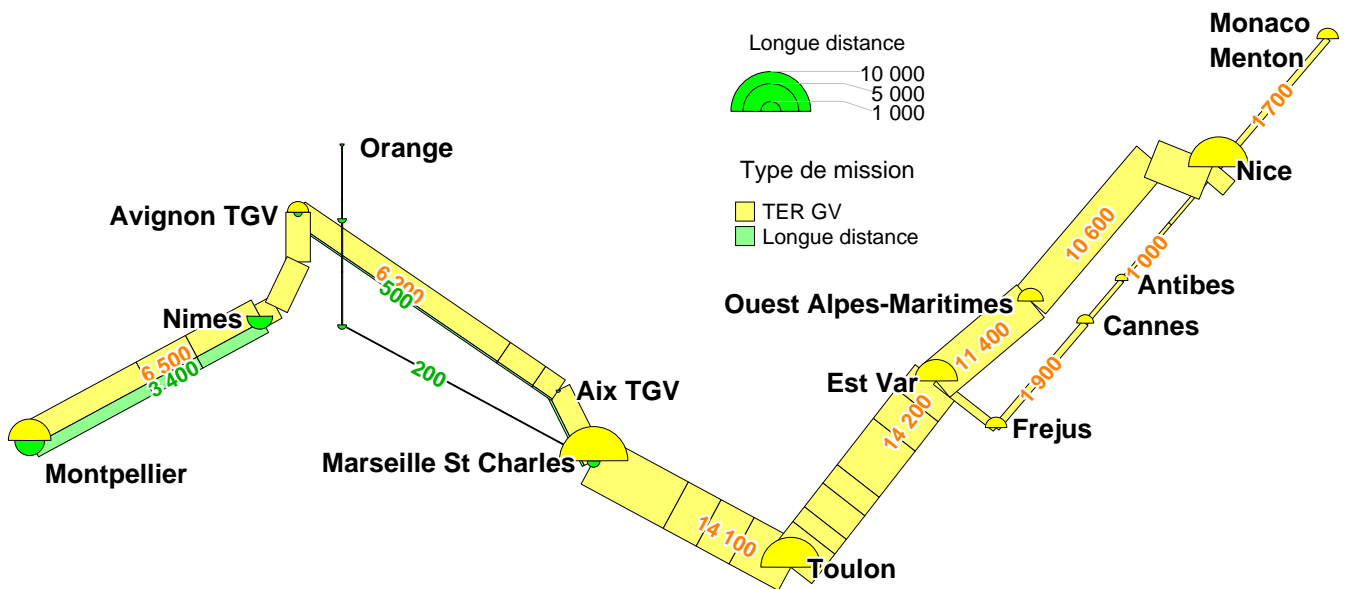 Monaco
Menton
Longue distance
10 000
5 000
1 000
1 700
Orange
Type de mission
Nice
Avignon TGV
TER GV
Longue distance
10 600
6 200
500
1 000
Antibes
Ouest Alpes-Maritimes
Nimes
Cannes
11 400
6 500
3 400
200
Aix TGV
Est Var
1 900
14 200
Frejus
Montpellier
Marseille St Charles
14 100
Toulon